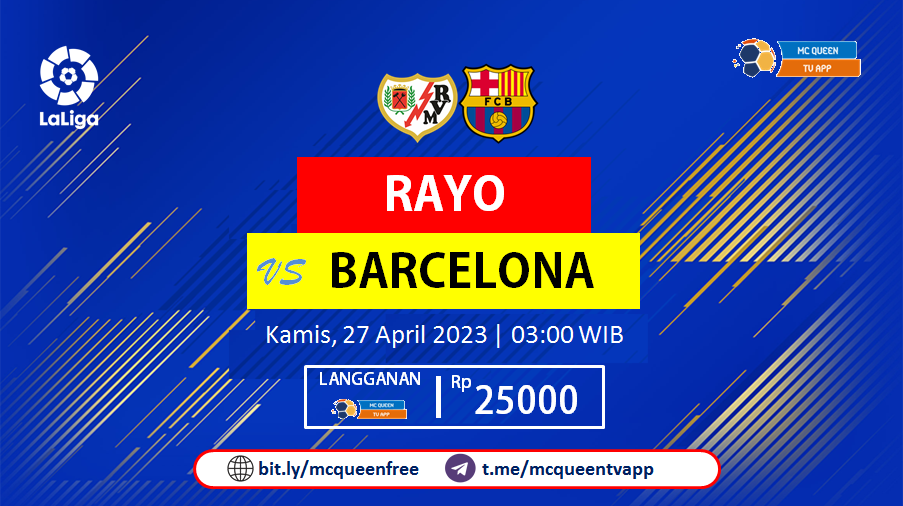 LaLiga
MC QUEEN
TV APP
RVM
FCB
RAYO
VS BARCELONA
Kamis, 27 April 2023 | 03:00 WIB
LANGGANAN
MC QUEEN
TV APP
Rp 25000
bit.ly/mcqueenfree
t.me/mcqueentvapp